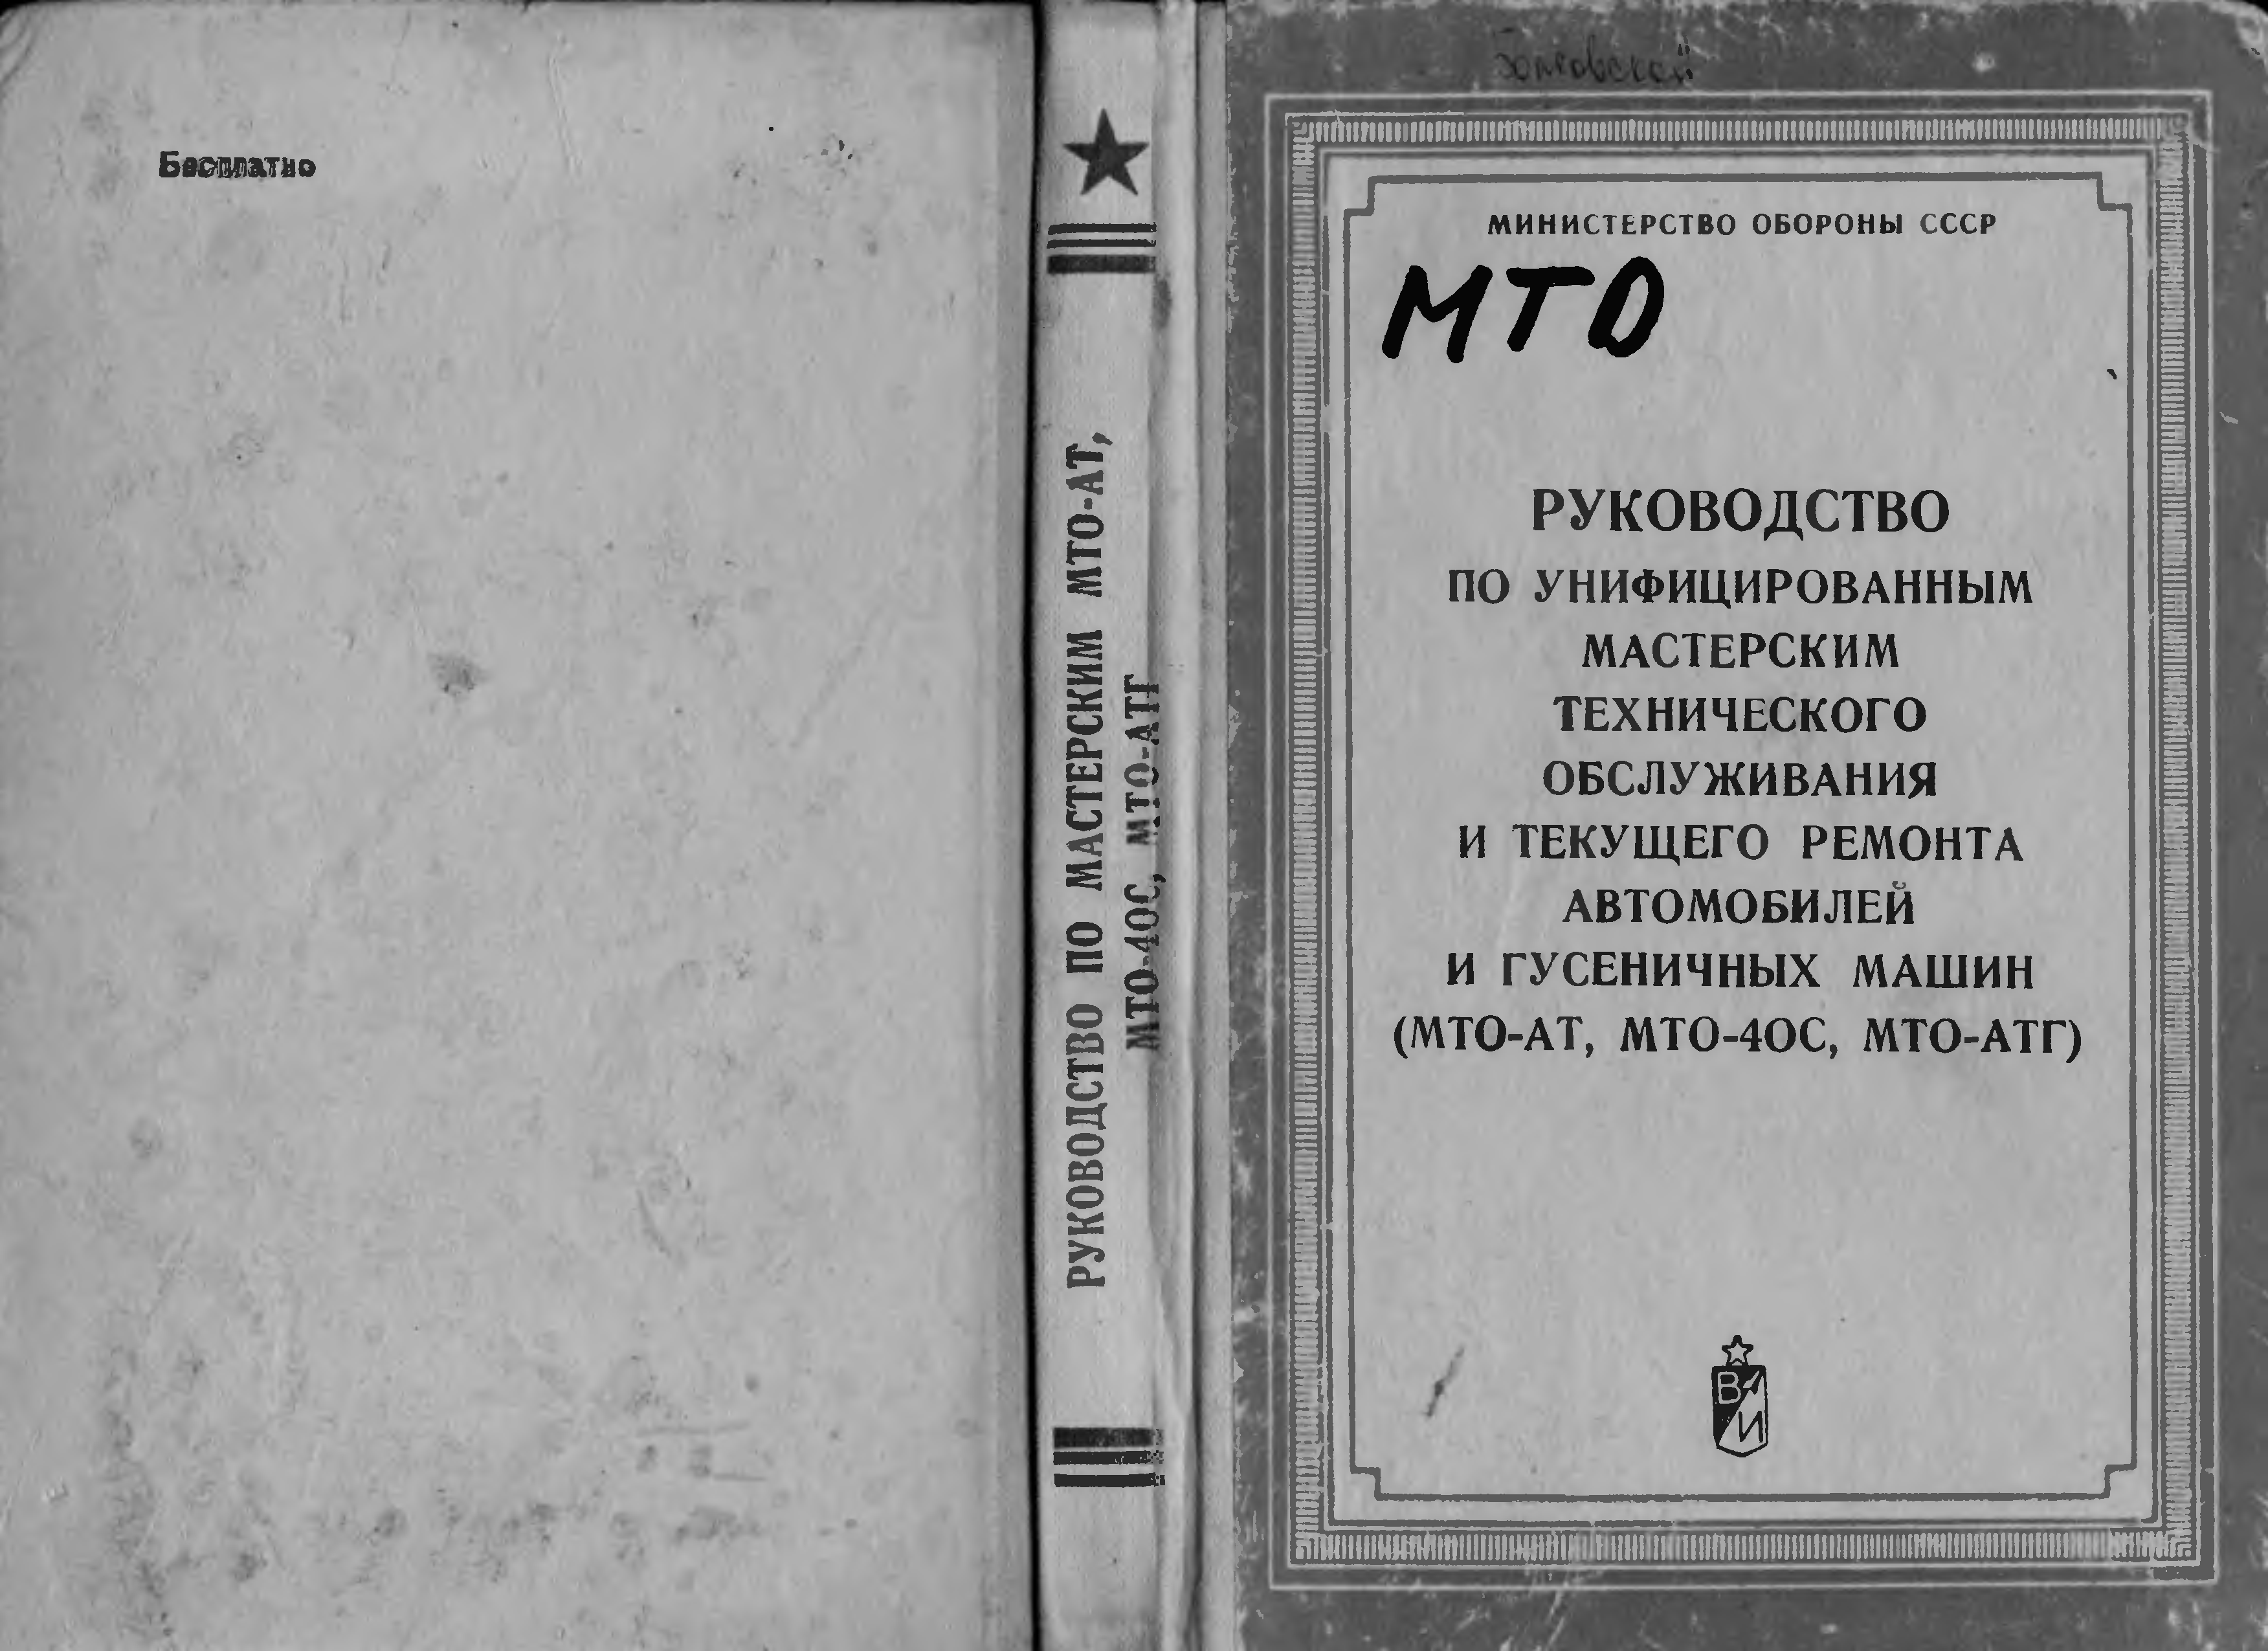 Бесплатно
РУКОВОДСТВО ПО МАСТЕРСКИМ МТО-АТ,
МТО-4ОС, МТО-АТГ
МИНИСТЕРСТВО ОБОРОНЫ СССР
МТО
РУКОВОДСТВО
ПО УНИФИЦИРОВАННЫМ
МАСТЕРСКИМ
ТЕХНИЧЕСКОГО
ОБСЛУЖИВАНИЯ
И ТЕКУЩЕГО РЕМОНТА
АВТОМОБИЛЕЙ
И ГУСЕНИЧНЫХ МАШИН
(МТО-АТ, МТО-4ОС, МТО-АТГ)
В
И